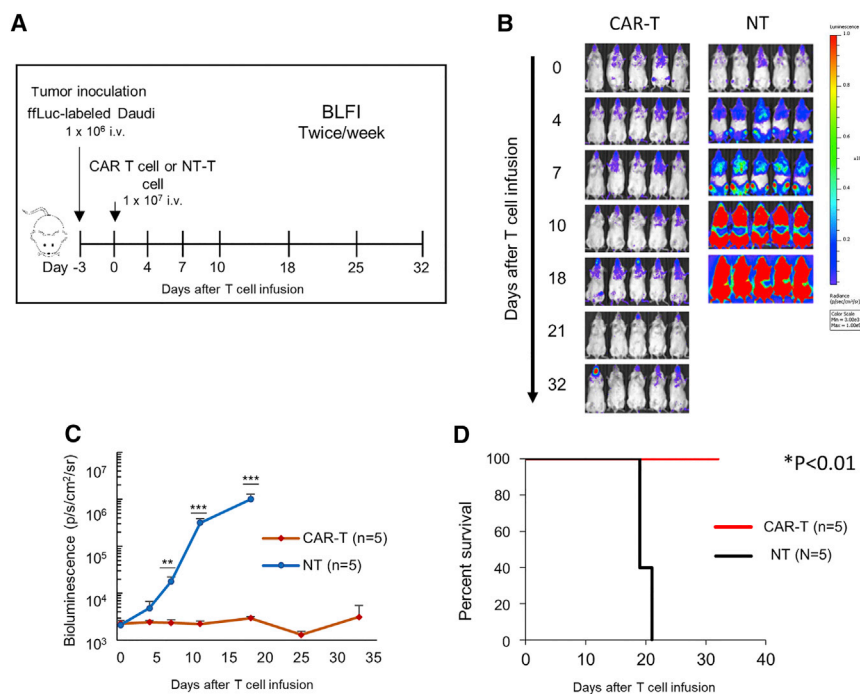 A
Tumor inoculation
ffLuc-labeled Daudi
1 x 10⁶ i.v.
CAR T cell or NT-T
cell
1 x 10⁷ i.v.
BLFI
Twice/week
Day -3 0 4 7 10 18 25 32
Days after T cell infusion
B
CAR-T NT
Days after T cell infusion
0
4
7
10
18
21
32
Luminescence
1.0
0.8
0.6
0.4
0.2
Radiance
(p/sec/cm²/sr)
Color Scale
C
Bioluminescence (p/s/cm²/sr)
10⁷
10⁶
10⁵
10⁴
10³
**
***
***
CAR-T (n=5)
NT (n=5)
0 5 10 15 20 25 30 35
Days after T cell infusion
D
Percent survival
100
80
60
40
20
0
*P<0.01
CAR-T (n=5)
NT (N=5)
0 20 40
Days after T cell infusion